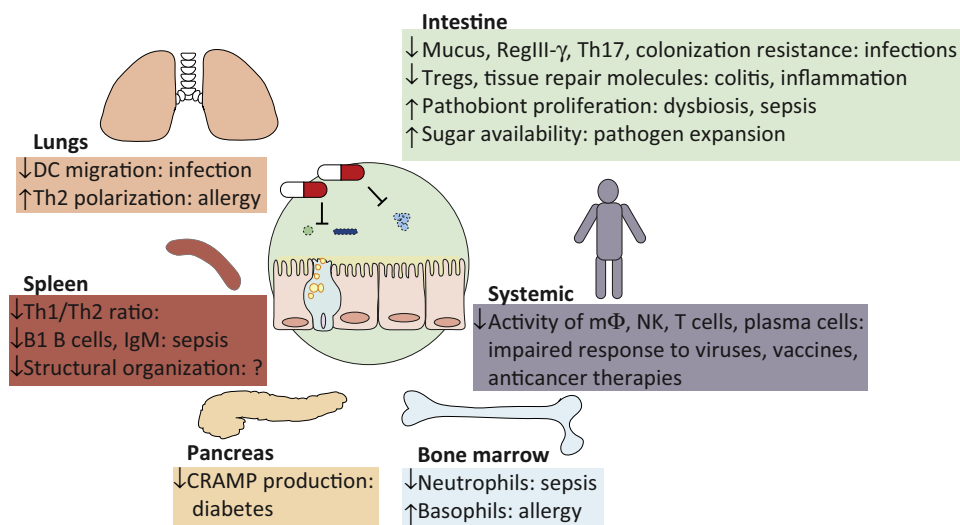 Intestine
↓Mucus, RegIII-γ, Th17, colonization resistance: infections
↓Tregs, tissue repair molecules: colitis, inflammation
↑Pathobiont proliferation: dysbiosis, sepsis
↑Sugar availability: pathogen expansion
Lungs
↓DC migration: infection
↑Th2 polarization: allergy
Spleen
↓Th1/Th2 ratio:
↓B1 B cells, IgM: sepsis
↓Structural organization: ?
Systemic
↓Activity of mΦ, NK, T cells, plasma cells:
impaired response to viruses, vaccines,
anticancer therapies
Pancreas
↓CRAMP production:
diabetes
Bone marrow
↓Neutrophils: sepsis
↑Basophils: allergy